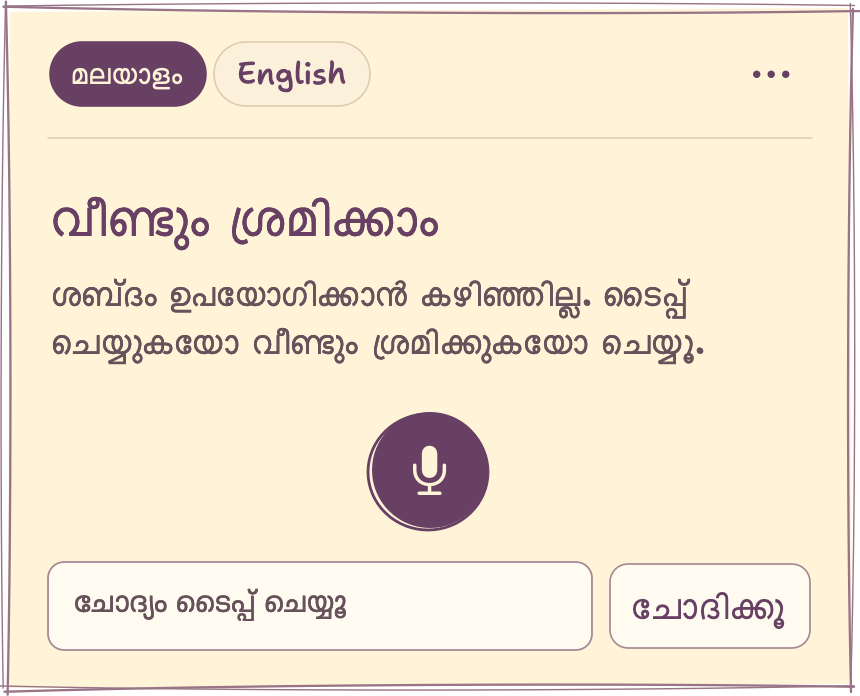 മലയാളം English
വീണ്ടും ശ്രമിക്കാം
ശബ്ദം ഉപയോഗിക്കാൻ കഴിഞ്ഞില്ല. ടൈപ്പ്
ചെയ്യുകയോ വീണ്ടും ശ്രമിക്കുകയോ ചെയ്യൂ.
ചോദ്യം ടൈപ്പ് ചെയ്യൂ ചോദിക്കൂ